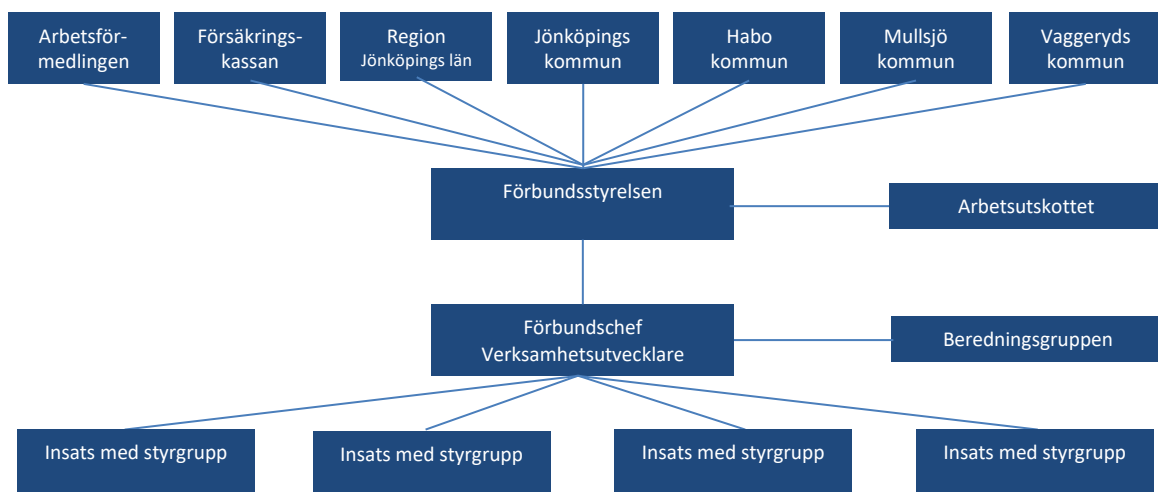 Arbetsför-
medlingen
Försäkrings-
kassan
Region
Jönköpings län
Jönköpings
kommun
Habo
kommun
Mullsjö
kommun
Vaggeryds
kommun
Förbundsstyrelsen
Arbetsutskottet
Förbundschef
Verksamhetsutvecklare
Beredningsgruppen
Insats med styrgrupp
Insats med styrgrupp
Insats med styrgrupp
Insats med styrgrupp